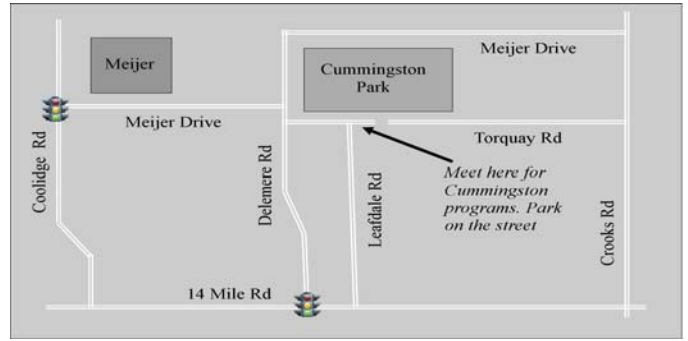 Meijer Drive
Meijer
Cummingston
Park
Meijer Drive
Torquay Rd
Coolidge Rd
Delemere Rd
Leafdale Rd
Meet here for
Cummingston
programs. Park
on the street
Crooks Rd
14 Mile Rd